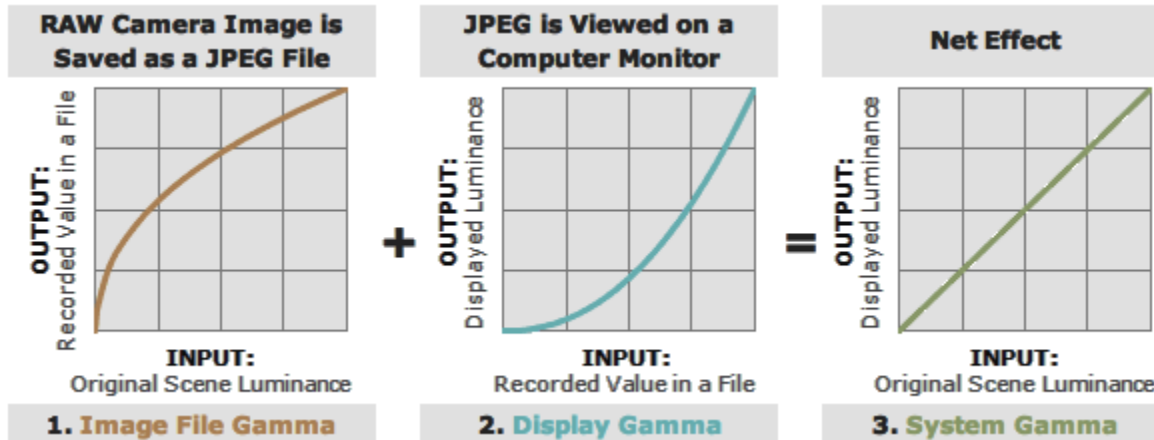 RAW Camera Image is
Saved as a JPEG File
OUTPUT:
Recorded Value in a File
INPUT:
Original Scene Luminance
1. Image File Gamma
+
JPEG is Viewed on a
Computer Monitor
OUTPUT:
Displayed Luminance
INPUT:
Recorded Value in a File
2. Display Gamma
=
Net Effect
OUTPUT:
Displayed Luminance
INPUT:
Original Scene Luminance
3. System Gamma